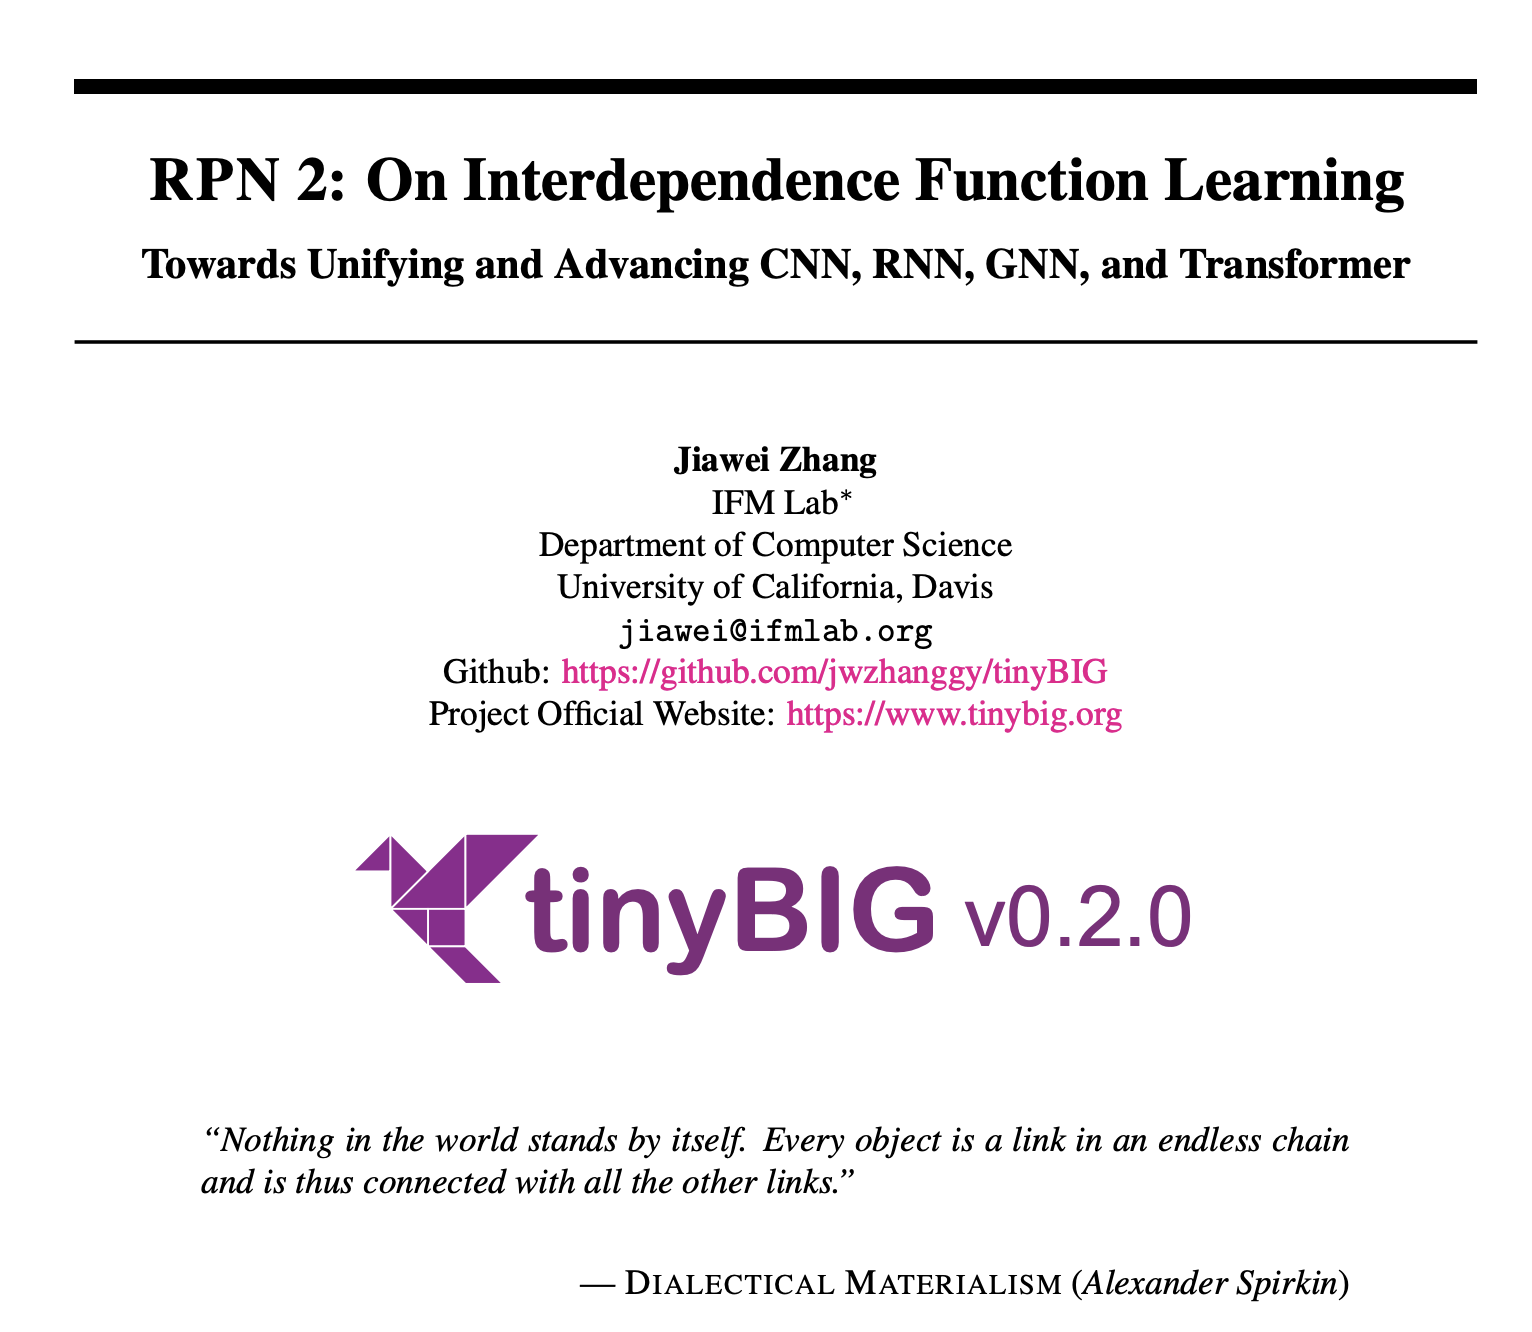 RPN 2: On Interdependence Function Learning
Towards Unifying and Advancing CNN, RNN, GNN, and Transformer
Jiawei Zhang
IFM Lab*
Department of Computer Science
University of California, Davis
jiawei@ifmlab.org
Github: https://github.com/jwzhanggy/tinyBIG
Project Official Website: https://www.tinybig.org
tinyBIG v0.2.0
“Nothing in the world stands by itself. Every object is a link in an endless chain
and is thus connected with all the other links.”
— DIALECTICAL MATERIALISM (Alexander Spirkin)